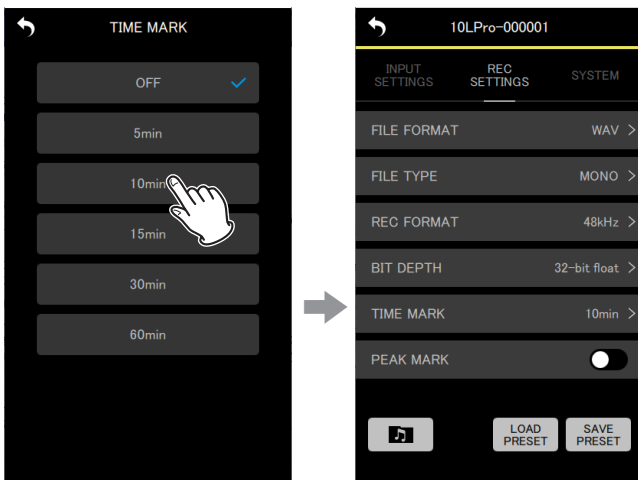 TIME MARK
OFF
5min
10min
15min
30min
60min
10LPro-000001
INPUT
SETTINGS
REC
SETTINGS
SYSTEM
FILE FORMAT WAV >
FILE TYPE MONO >
REC FORMAT 48kHz >
BIT DEPTH 32-bit float >
TIME MARK 10min >
PEAK MARK
LOAD
PRESET
SAVE
PRESET